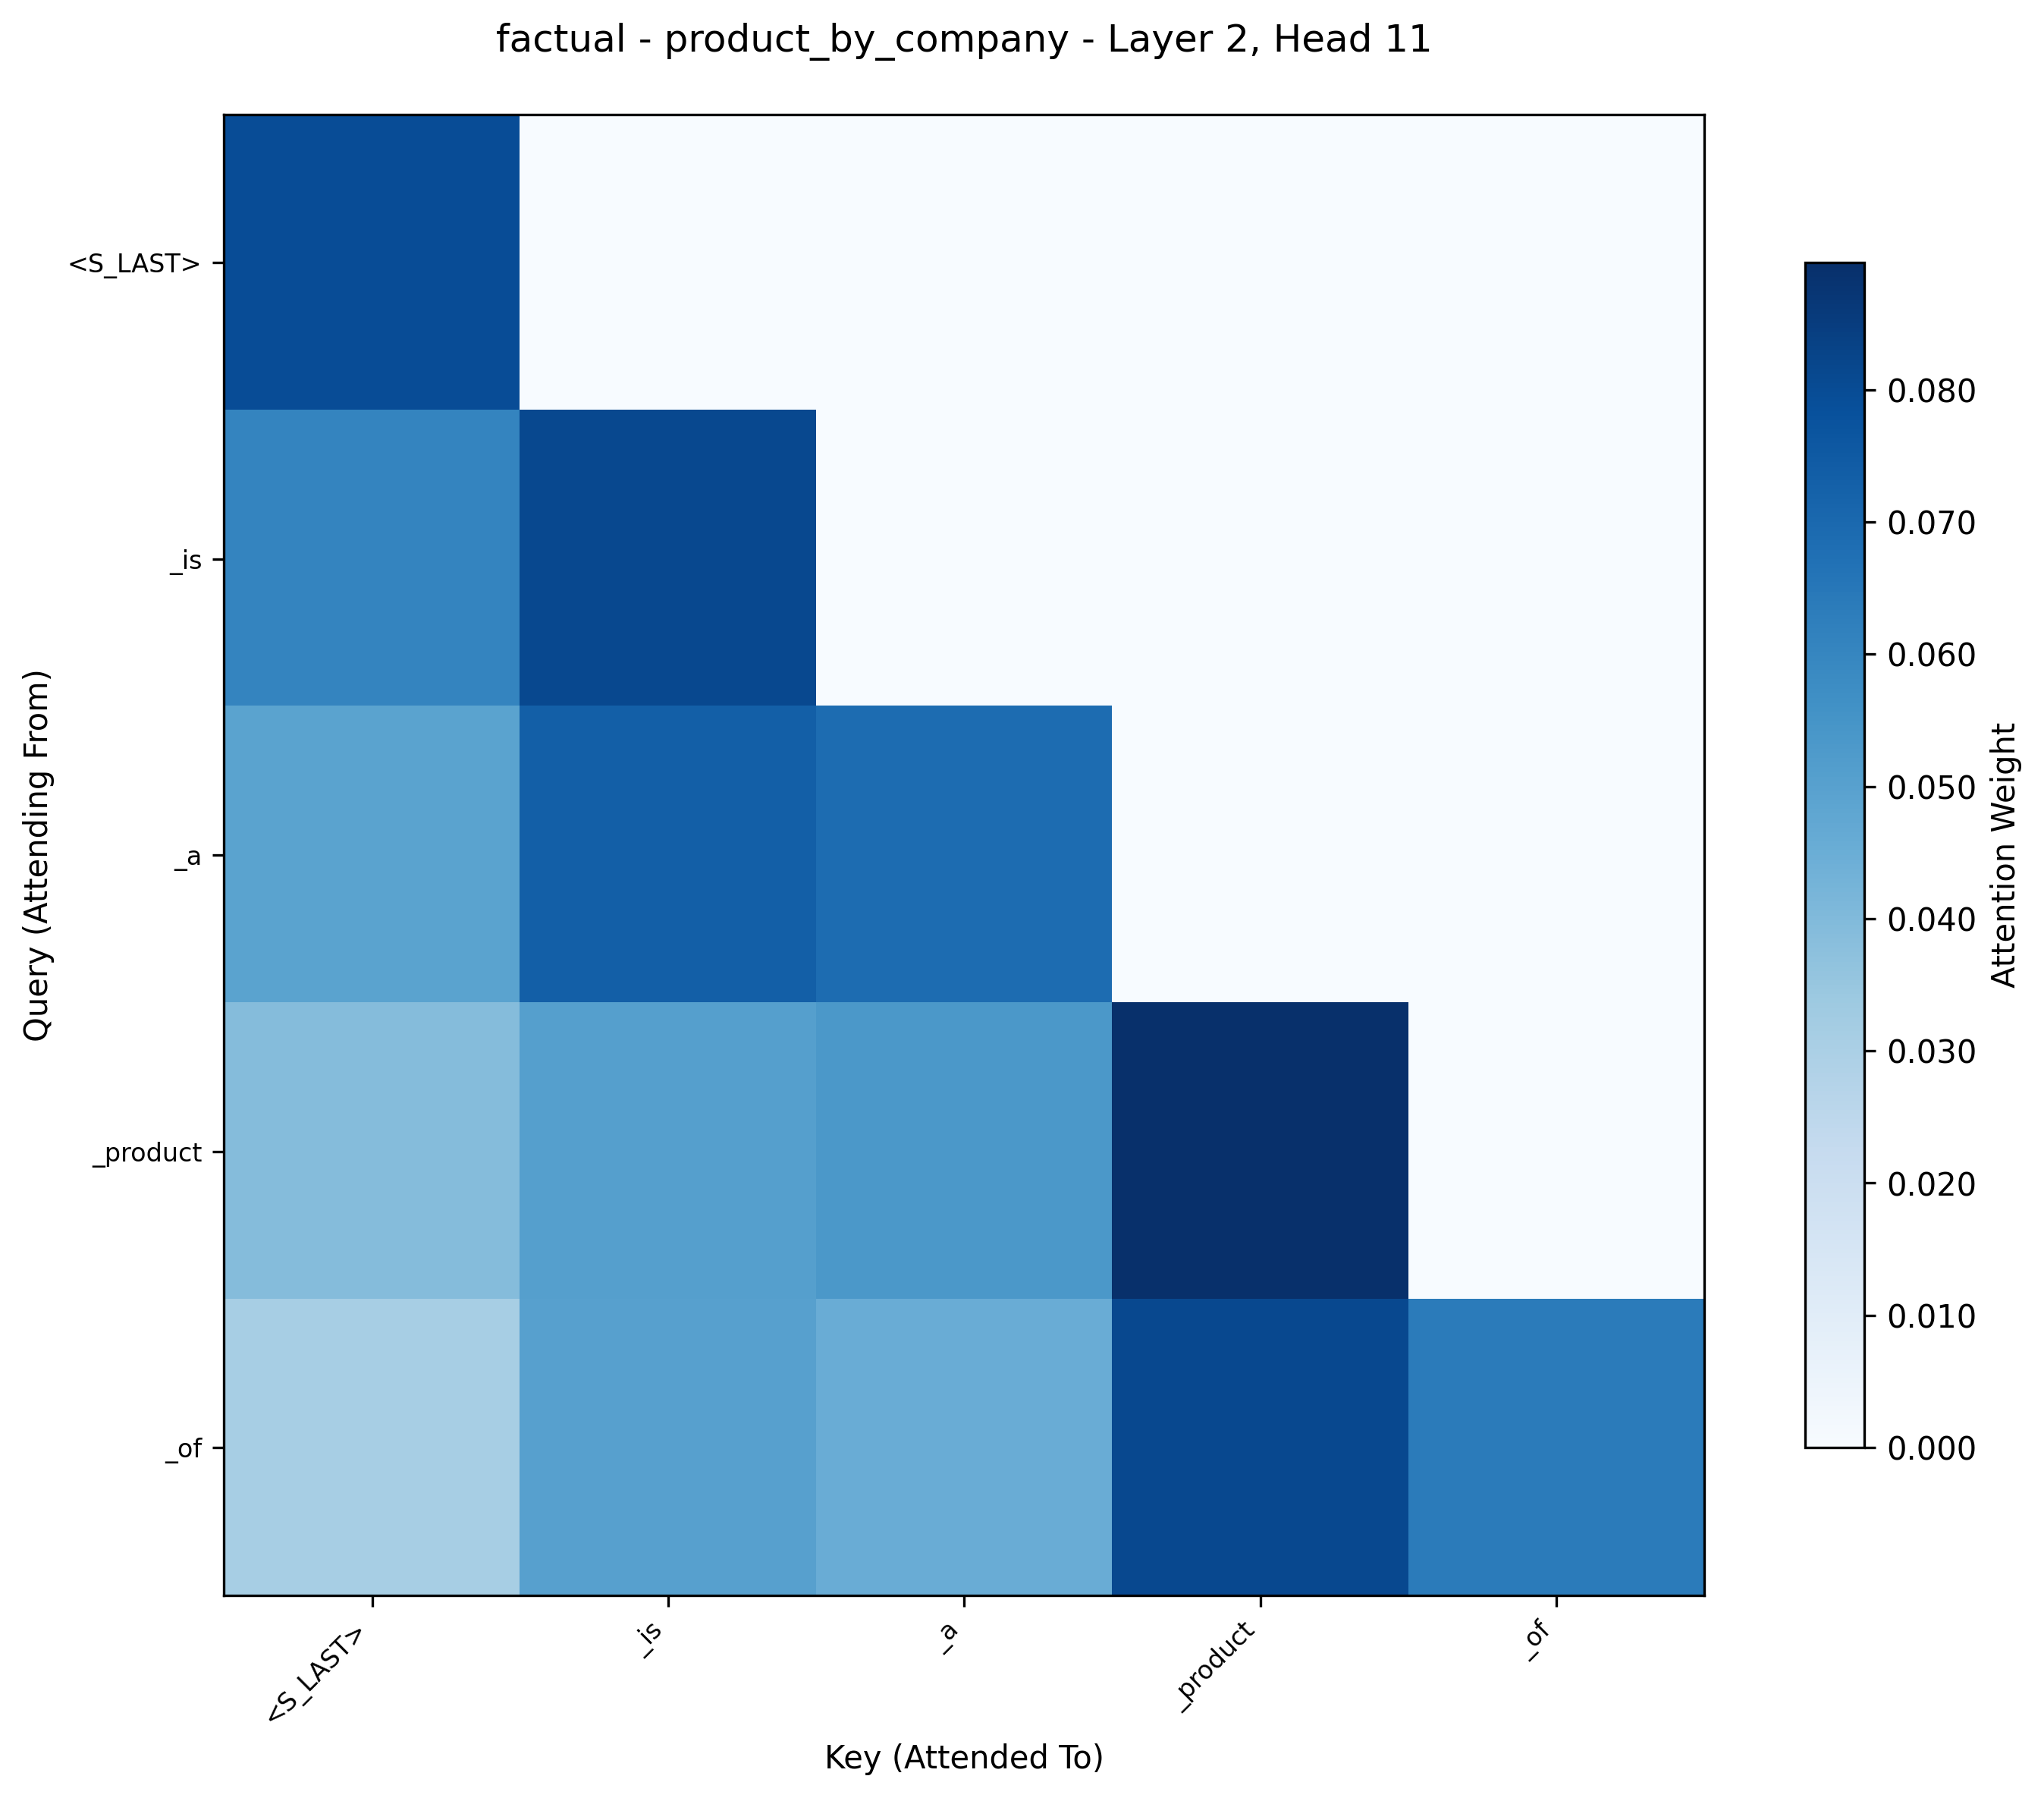 factual - product_by_company - Layer 2, Head 11
Query (Attending From)
<S_LAST>
_is
_a
_product
_of
<S_LAST>
_is
_a
_product
_of
Key (Attended To)
0.080
0.070
0.060
0.050
0.040
0.030
0.020
0.010
0.000
Attention Weight